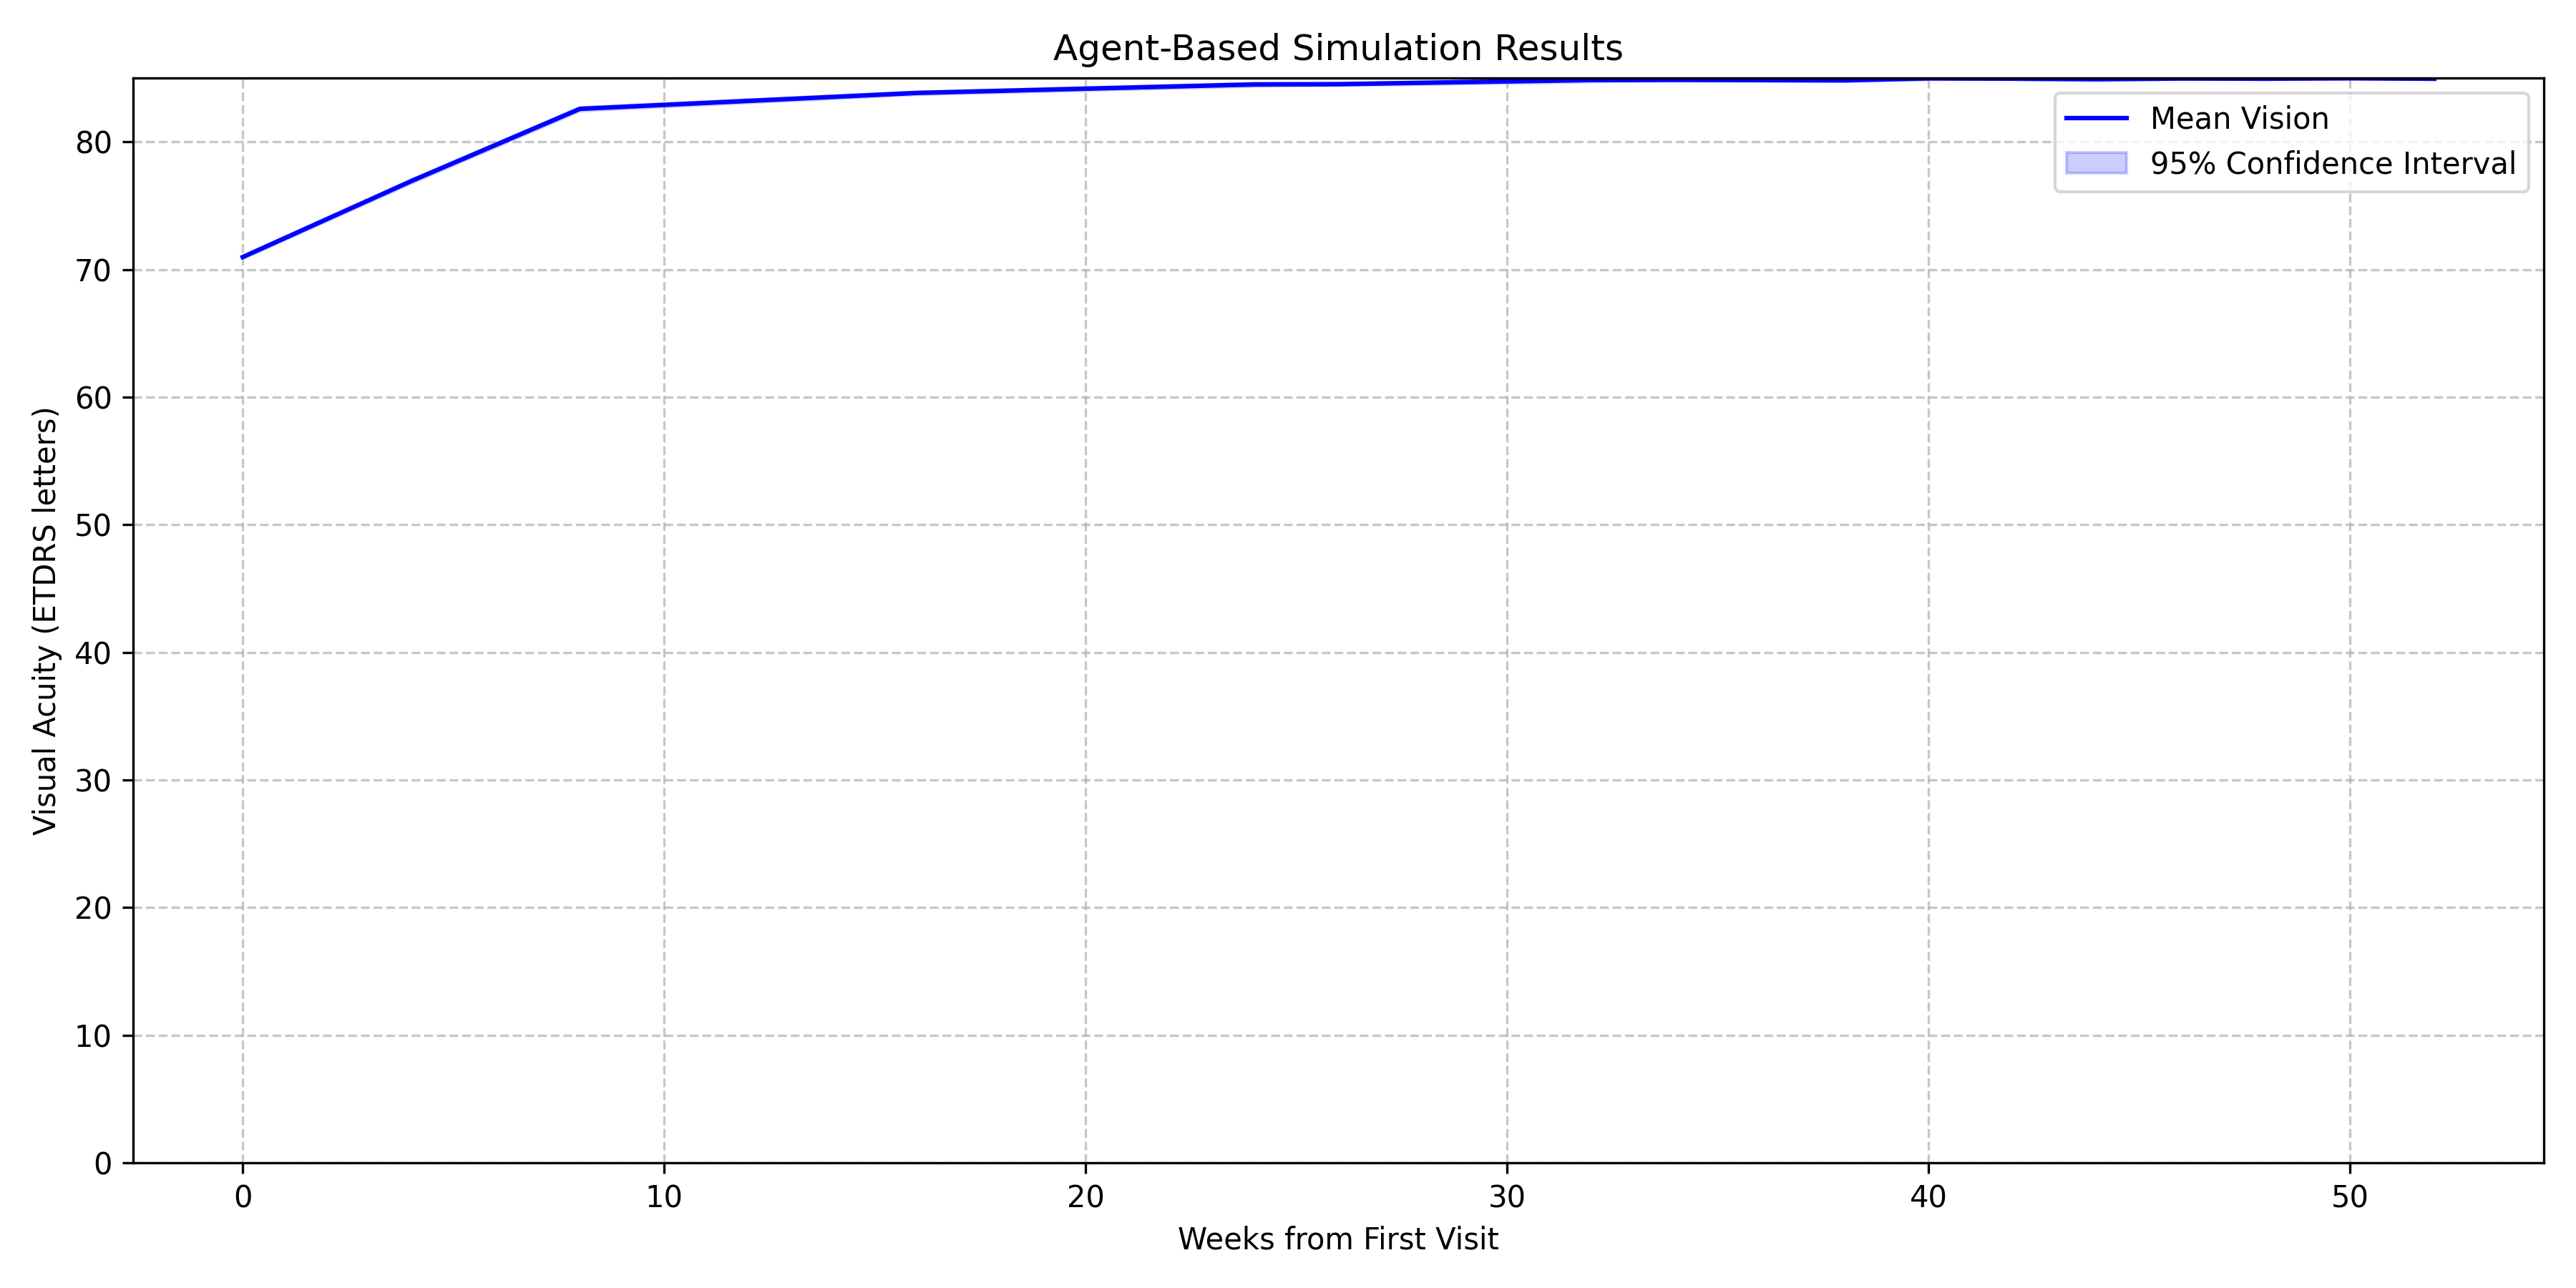 Agent-Based Simulation Results
Mean Vision
95% Confidence Interval
Visual Acuity (ETDRS letters)
80
70
60
50
40
30
20
10
0
0 10 20 30 40 50
Weeks from First Visit